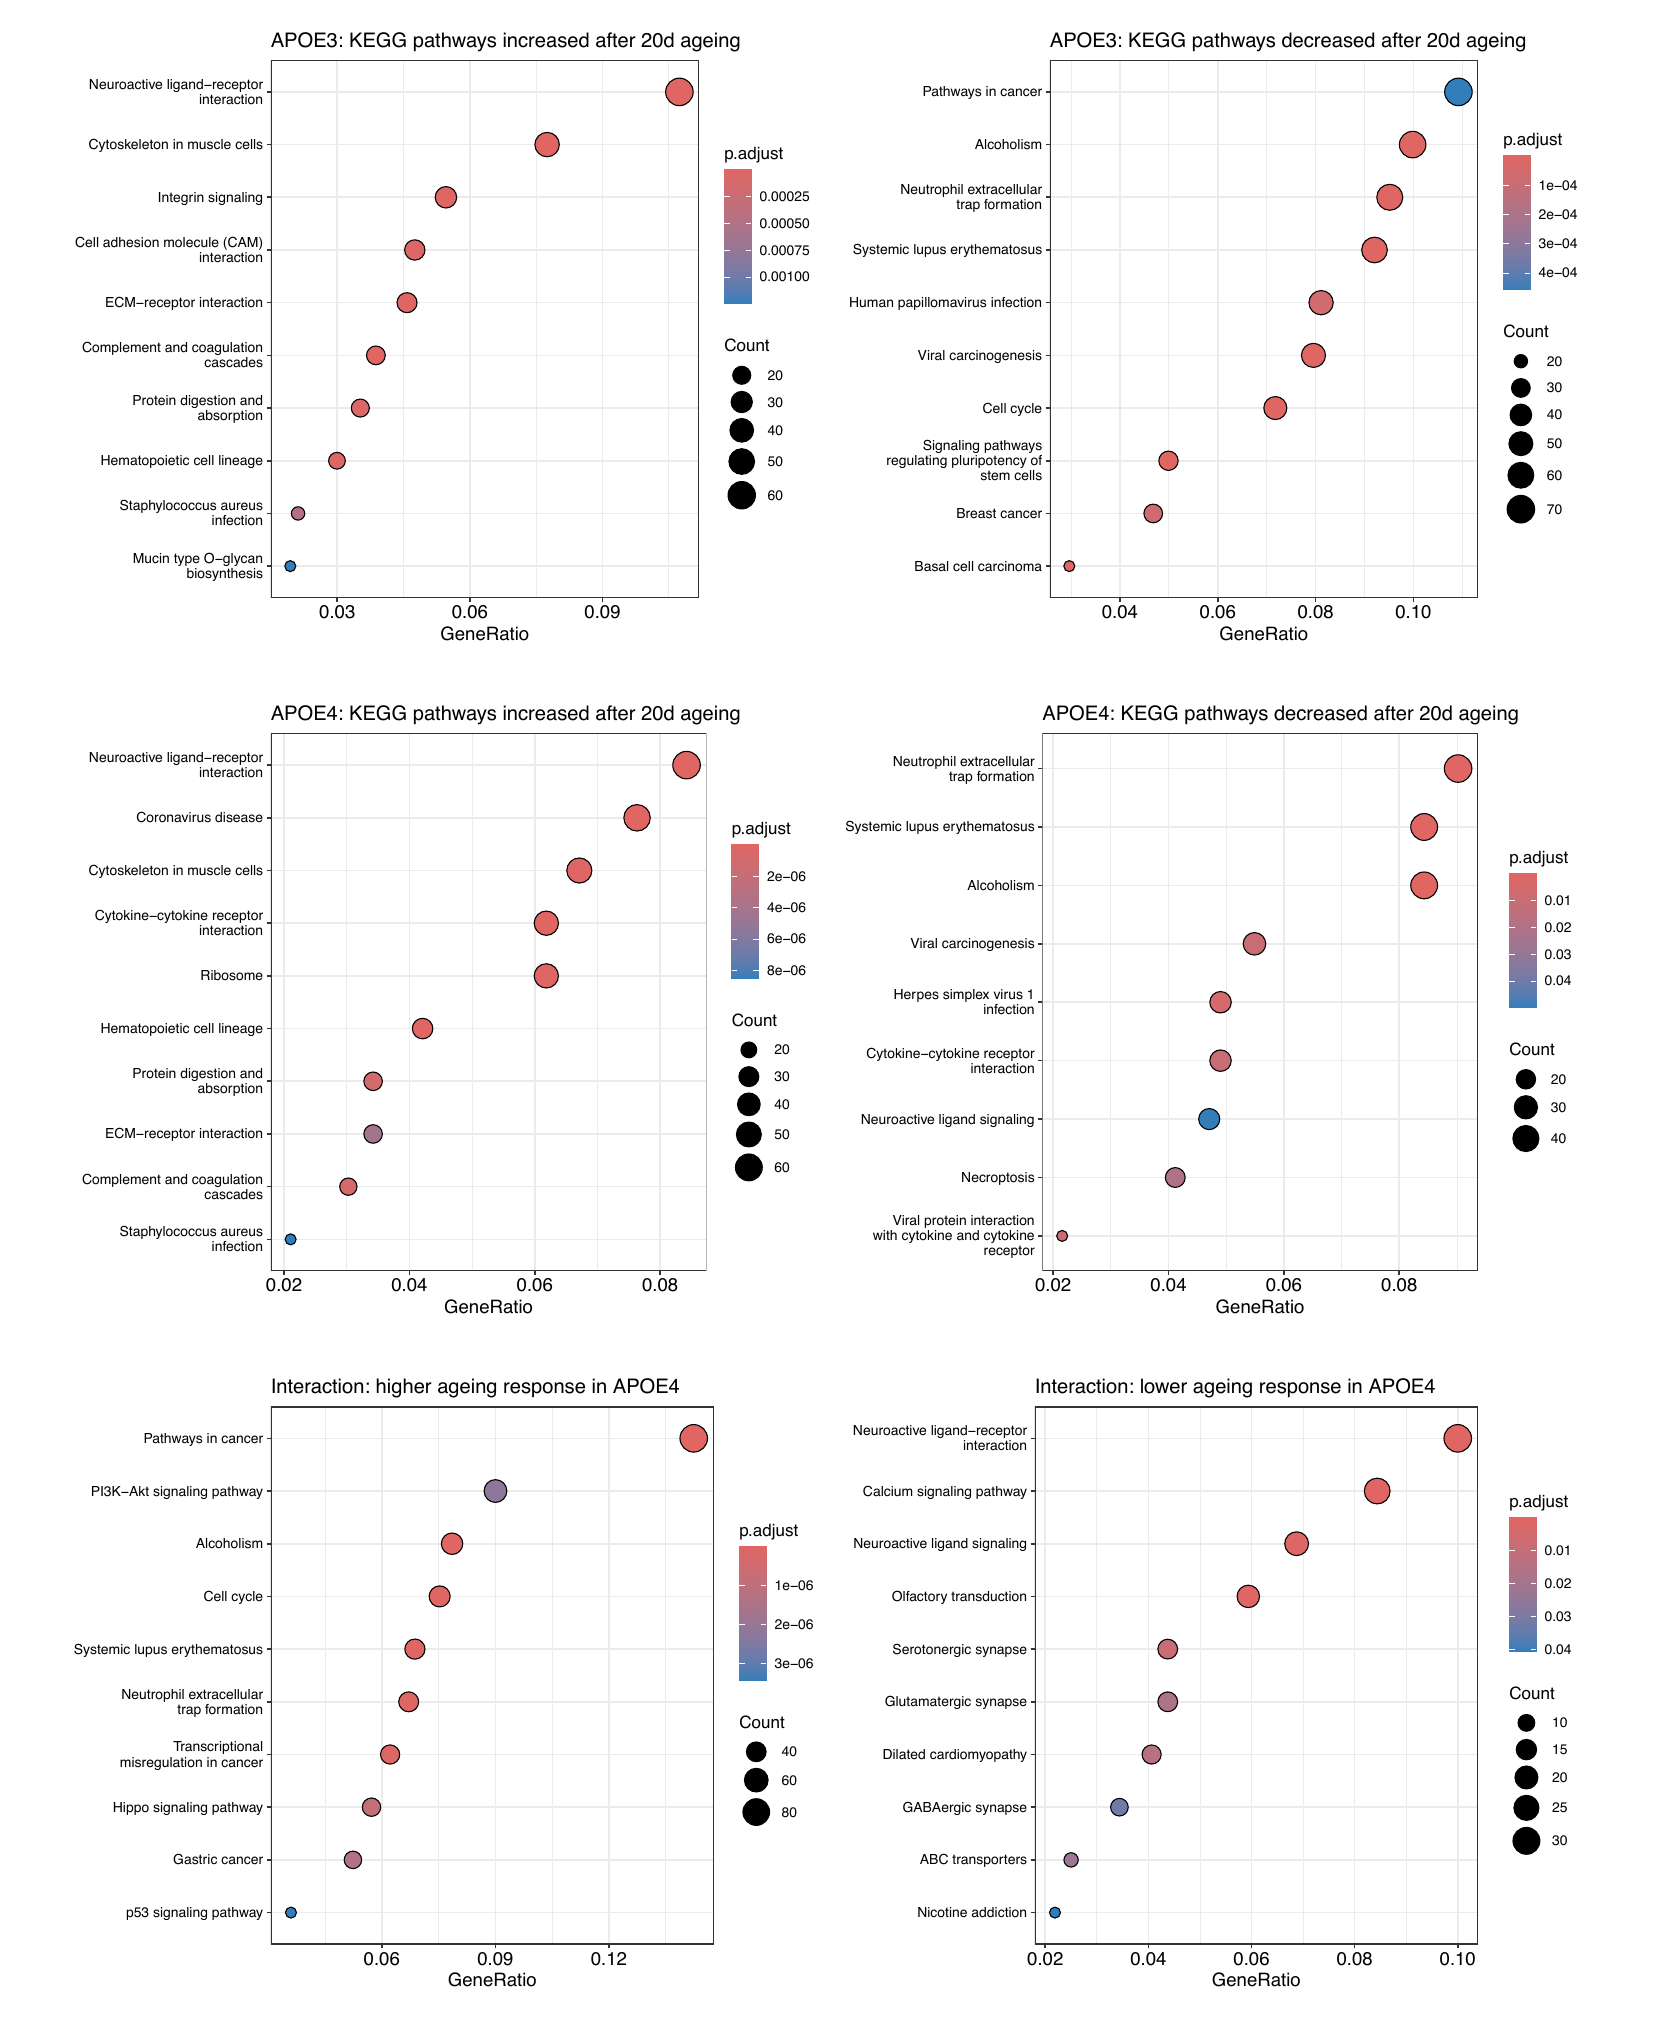 APOE3: KEGG pathways increased after 20d ageing
Neuroactive ligand−receptor
interaction
Cytoskeleton in muscle cells
Integrin signaling
Cell adhesion molecule (CAM)
interaction
ECM−receptor interaction
Complement and coagulation
cascades
Protein digestion and
absorption
Hematopoietic cell lineage
Staphylococcus aureus
infection
Mucin type O−glycan
biosynthesis
0.03 0.06 0.09
GeneRatio
p.adjust
0.00025
0.00050
0.00075
0.00100
Count
20
30
40
50
60
APOE3: KEGG pathways decreased after 20d ageing
Pathways in cancer
Alcoholism
Neutrophil extracellular
trap formation
Systemic lupus erythematosus
Human papillomavirus infection
Viral carcinogenesis
Cell cycle
Signaling pathways
regulating pluripotency of
stem cells
Breast cancer
Basal cell carcinoma
0.04 0.06 0.08 0.10
GeneRatio
p.adjust
1e−04
2e−04
3e−04
4e−04
Count
20
30
40
50
60
70
APOE4: KEGG pathways increased after 20d ageing
Neuroactive ligand−receptor
interaction
Coronavirus disease
Cytoskeleton in muscle cells
Cytokine−cytokine receptor
interaction
Ribosome
Hematopoietic cell lineage
Protein digestion and
absorption
ECM−receptor interaction
Complement and coagulation
cascades
Staphylococcus aureus
infection
0.02 0.04 0.06 0.08
GeneRatio
p.adjust
2e−06
4e−06
6e−06
8e−06
Count
20
30
40
50
60
APOE4: KEGG pathways decreased after 20d ageing
Neutrophil extracellular
trap formation
Systemic lupus erythematosus
Alcoholism
Viral carcinogenesis
Herpes simplex virus 1
infection
Cytokine−cytokine receptor
interaction
Neuroactive ligand signaling
Necroptosis
Viral protein interaction
with cytokine and cytokine
receptor
0.02 0.04 0.06 0.08
GeneRatio
p.adjust
0.01
0.02
0.03
0.04
Count
20
30
40
Interaction: higher ageing response in APOE4
Pathways in cancer
PI3K−Akt signaling pathway
Alcoholism
Cell cycle
Systemic lupus erythematosus
Neutrophil extracellular
trap formation
Transcriptional
misregulation in cancer
Hippo signaling pathway
Gastric cancer
p53 signaling pathway
0.06 0.09 0.12
GeneRatio
p.adjust
1e−06
2e−06
3e−06
Count
40
60
80
Interaction: lower ageing response in APOE4
Neuroactive ligand−receptor
interaction
Calcium signaling pathway
Neuroactive ligand signaling
Olfactory transduction
Serotonergic synapse
Glutamatergic synapse
Dilated cardiomyopathy
GABAergic synapse
ABC transporters
Nicotine addiction
0.02 0.04 0.06 0.08 0.10
GeneRatio
p.adjust
0.01
0.02
0.03
0.04
Count
10
15
20
25
30